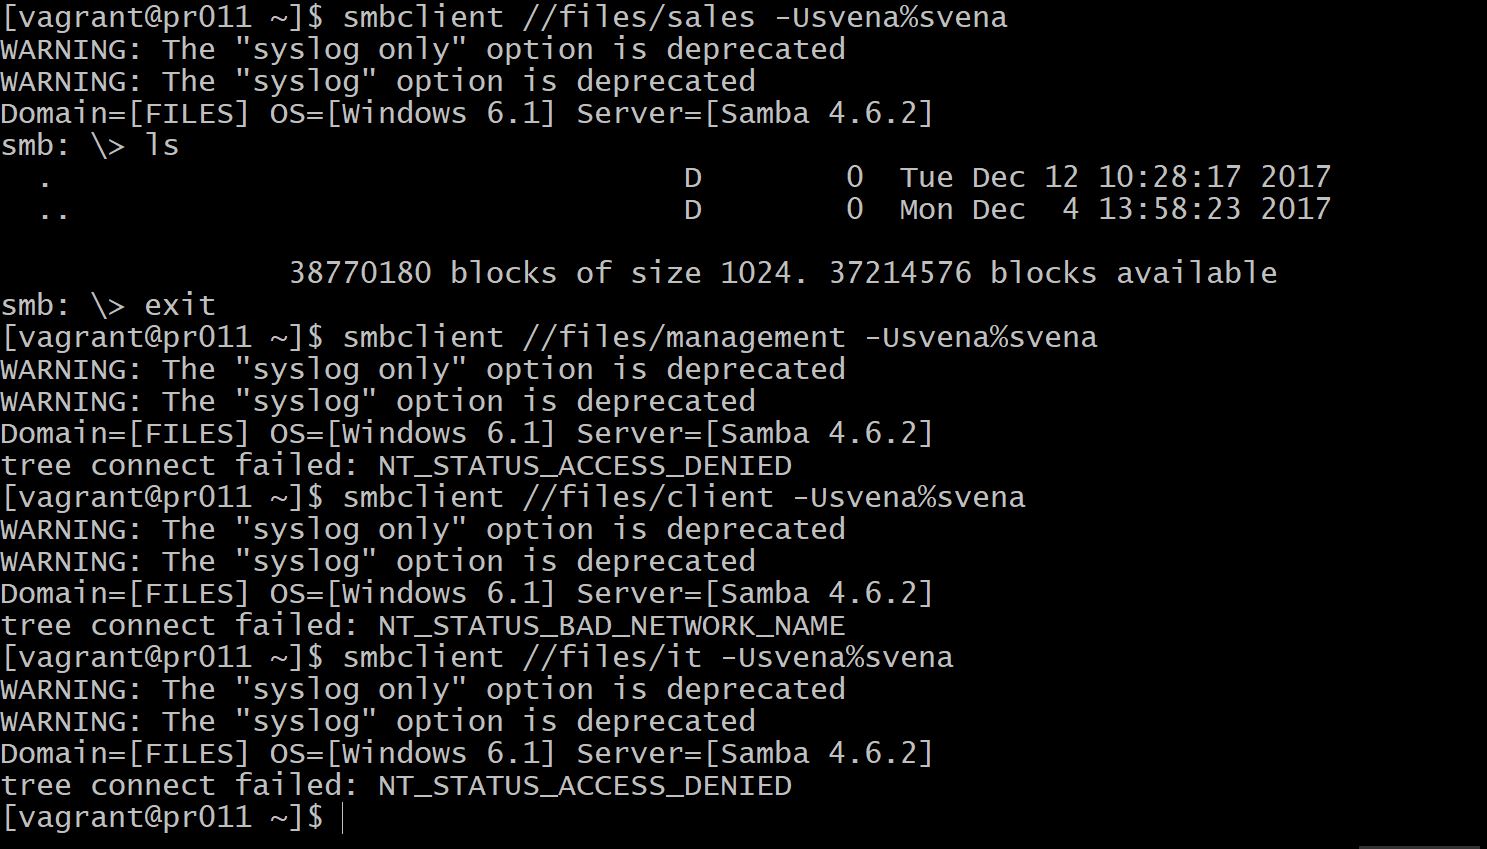 [vagrant@pr011 ~]$ smbclient //files/sales -Usvena%svena
WARNING: The "syslog only" option is deprecated
WARNING: The "syslog" option is deprecated
Domain=[FILES] OS=[Windows 6.1] Server=[Samba 4.6.2]
smb: \> ls
  .                                   D        0  Tue Dec 12 10:28:17 2017
  ..                                  D        0  Mon Dec  4 13:58:23 2017
                38770180 blocks of size 1024. 37214576 blocks available
smb: \> exit
[vagrant@pr011 ~]$ smbclient //files/management -Usvena%svena
WARNING: The "syslog only" option is deprecated
WARNING: The "syslog" option is deprecated
Domain=[FILES] OS=[Windows 6.1] Server=[Samba 4.6.2]
tree connect failed: NT_STATUS_ACCESS_DENIED
[vagrant@pr011 ~]$ smbclient //files/client -Usvena%svena
WARNING: The "syslog only" option is deprecated
WARNING: The "syslog" option is deprecated
Domain=[FILES] OS=[Windows 6.1] Server=[Samba 4.6.2]
tree connect failed: NT_STATUS_BAD_NETWORK_NAME
[vagrant@pr011 ~]$ smbclient //files/it -Usvena%svena
WARNING: The "syslog only" option is deprecated
WARNING: The "syslog" option is deprecated
Domain=[FILES] OS=[Windows 6.1] Server=[Samba 4.6.2]
tree connect failed: NT_STATUS_ACCESS_DENIED
[vagrant@pr011 ~]$